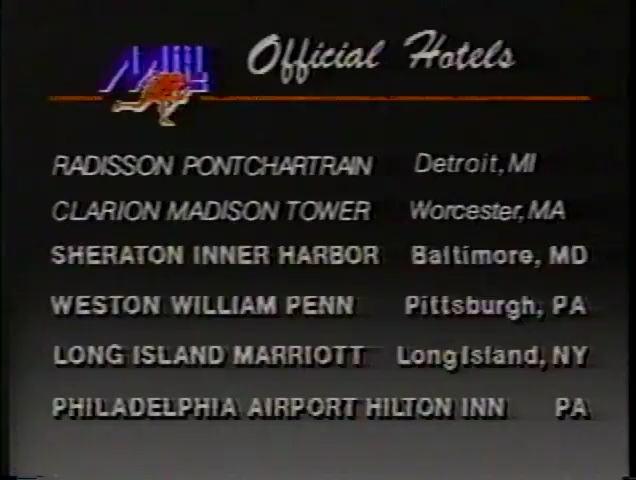 Official Hotels
RADISSON PONTCHARTRAIN Detroit, MI
CLARION MADISON TOWER Worcester, MA
SHERATON INNER HARBOR Baltimore, MD
WESTON WILLIAM PENN Pittsburgh, PA
LONG ISLAND MARRIOTT Long Island, NY
PHILADELPHIA AIRPORT HILTON INN PA